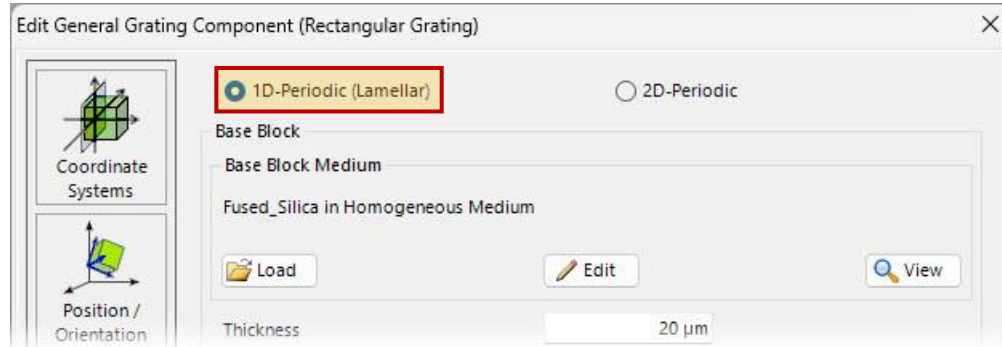 Edit General Grating Component (Rectangular Grating)
1D-Periodic (Lamellar)
2D-Periodic
Coordinate
Systems
Position /
Orientation
Base Block
Base Block Medium
Fused_Silica in Homogeneous Medium
Load
Edit
View
Thickness
20 µm